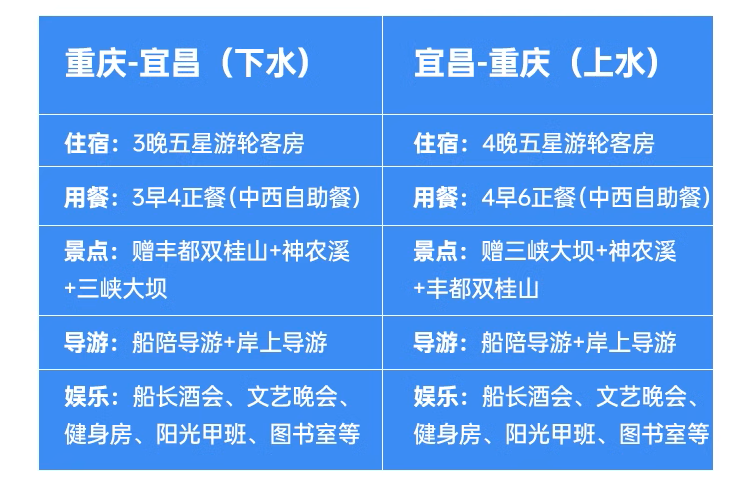 重庆-宜昌（下水）
宜昌-重庆（上水）
住宿：3晚五星游轮客房
住宿：4晚五星游轮客房
用餐：3早4正餐(中西自助餐)
用餐：4早6正餐(中西自助餐)
景点：赠丰都双桂山+神农溪
+三峡大坝
景点：赠三峡大坝+神农溪
+丰都双桂山
导游：船陪导游+岸上导游
导游：船陪导游+岸上导游
娱乐：船长酒会、文艺晚会、
健身房、阳光甲班、图书室等
娱乐：船长酒会、文艺晚会、
健身房、阳光甲班、图书室等